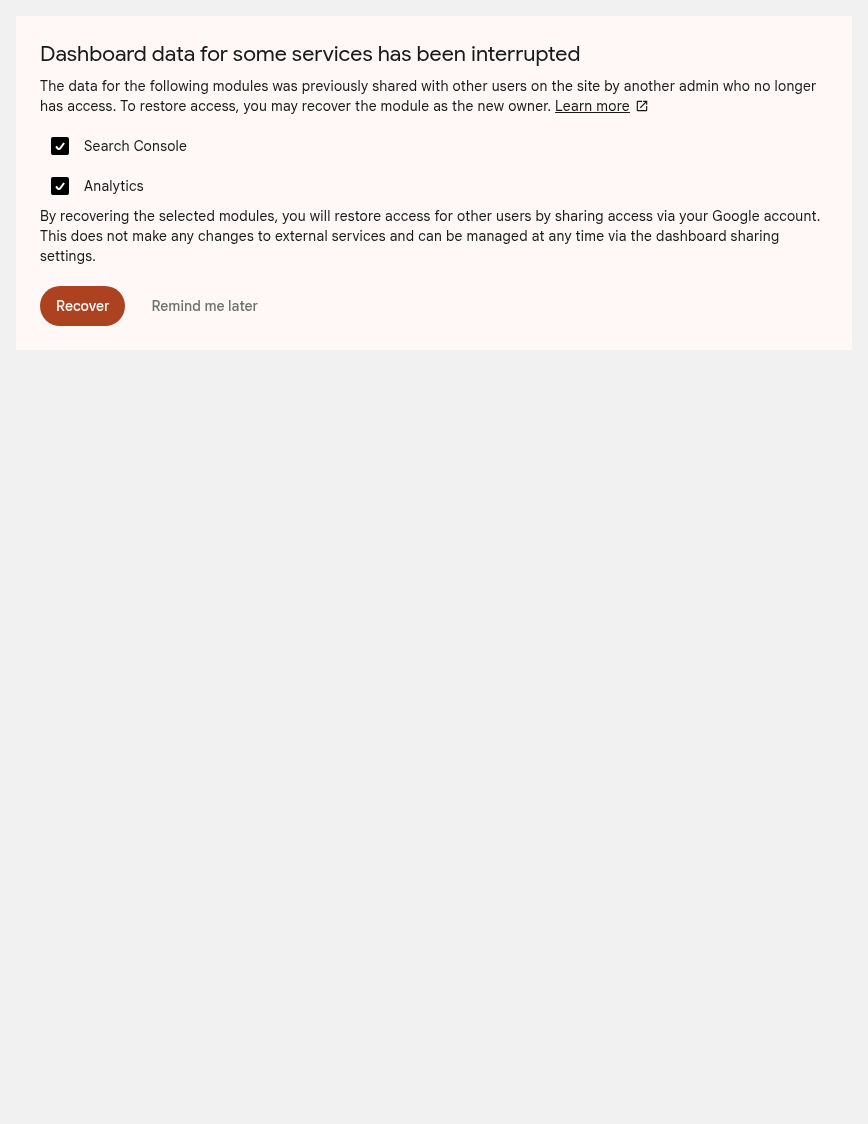 Dashboard data for some services has been interrupted
The data for the following modules was previously shared with other users on the site by another admin who no longer
has access. To restore access, you may recover the module as the new owner. Learn more
Search Console
Analytics
By recovering the selected modules, you will restore access for other users by sharing access via your Google account.
This does not make any changes to external services and can be managed at any time via the dashboard sharing
settings.
Recover Remind me later